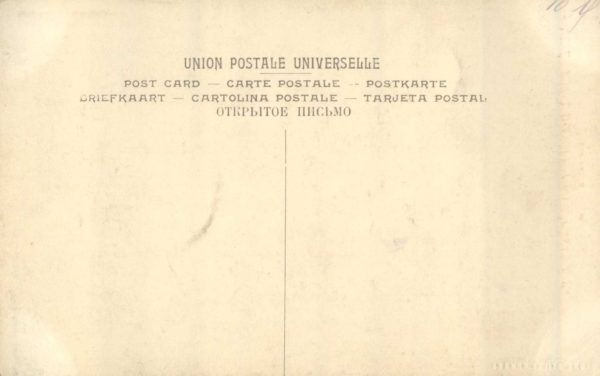 UNION POSTALE UNIVERSELLE
POST CARD — CARTE POSTALE — POSTKARTE
BRIEFKAART — CARTOLINA POSTALE — TARJETA POSTAL
ОТКРЫТОЕ ПИСЬМО